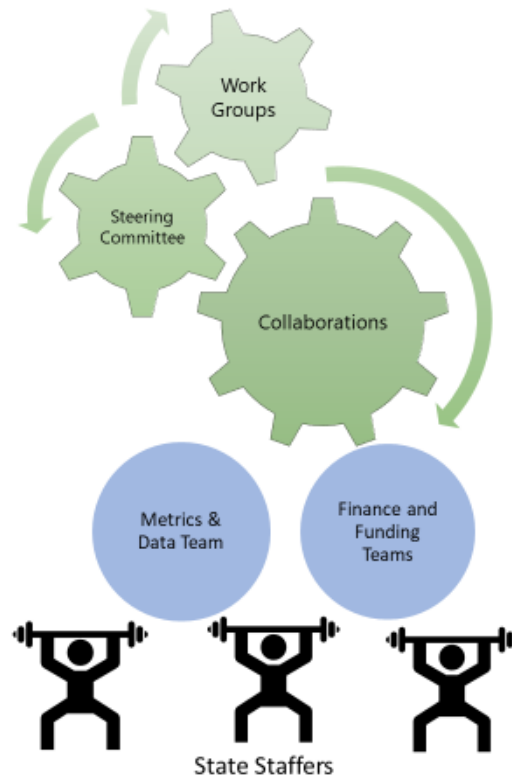 Work
Groups
Steering
Committee
Collaborations
Metrics &
Data Team
Finance and
Funding
Teams
State Staffers